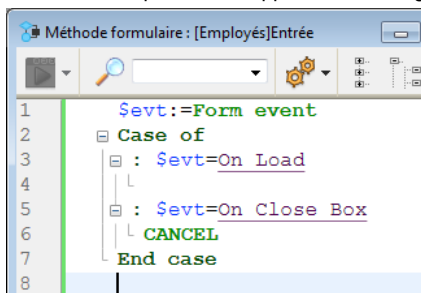 Méthode formulaire : [Employés]Entrée
1 $evt:=Form event
2 Case of
3 : $evt=On Load
4
5 : $evt=On Close Box
6 CANCEL
7 End case
8